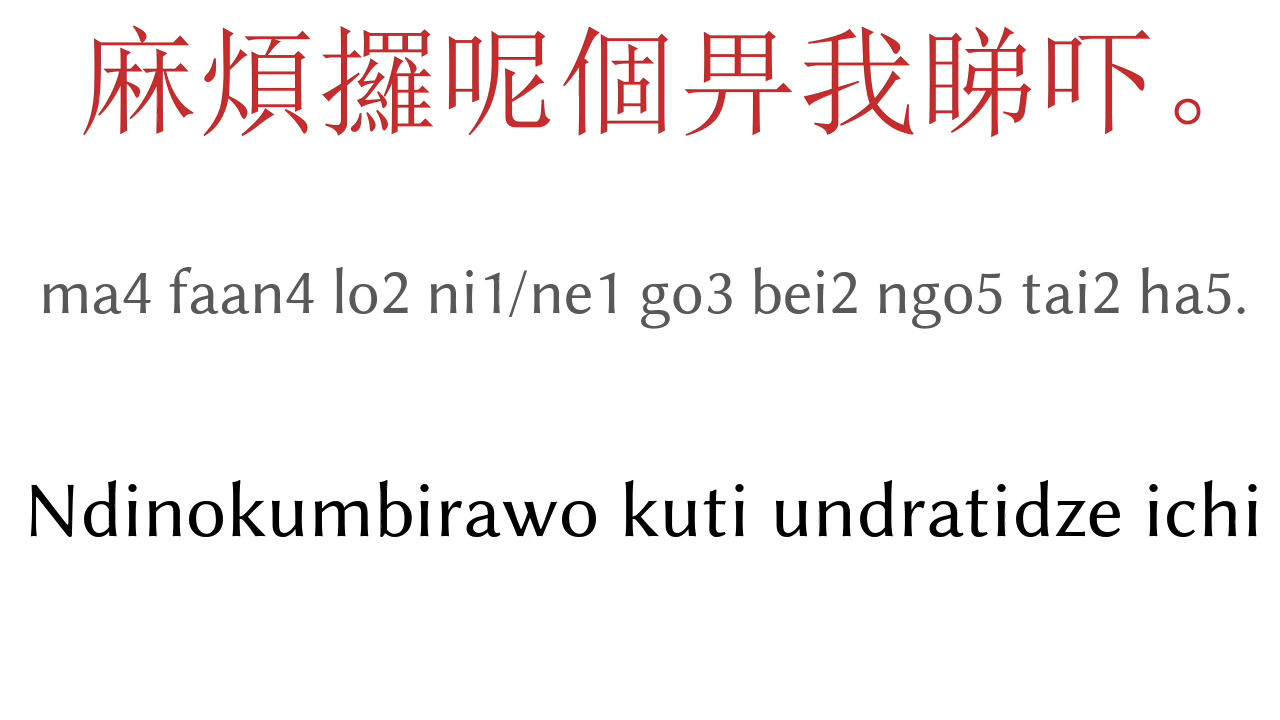 麻煩攞呢個畀我睇吓。
ma4 faan4 lo2 ni1/ne1 go3 bei2 ngo5 tai2 ha5.
Ndinokumbirawo kuti undratidze ichi